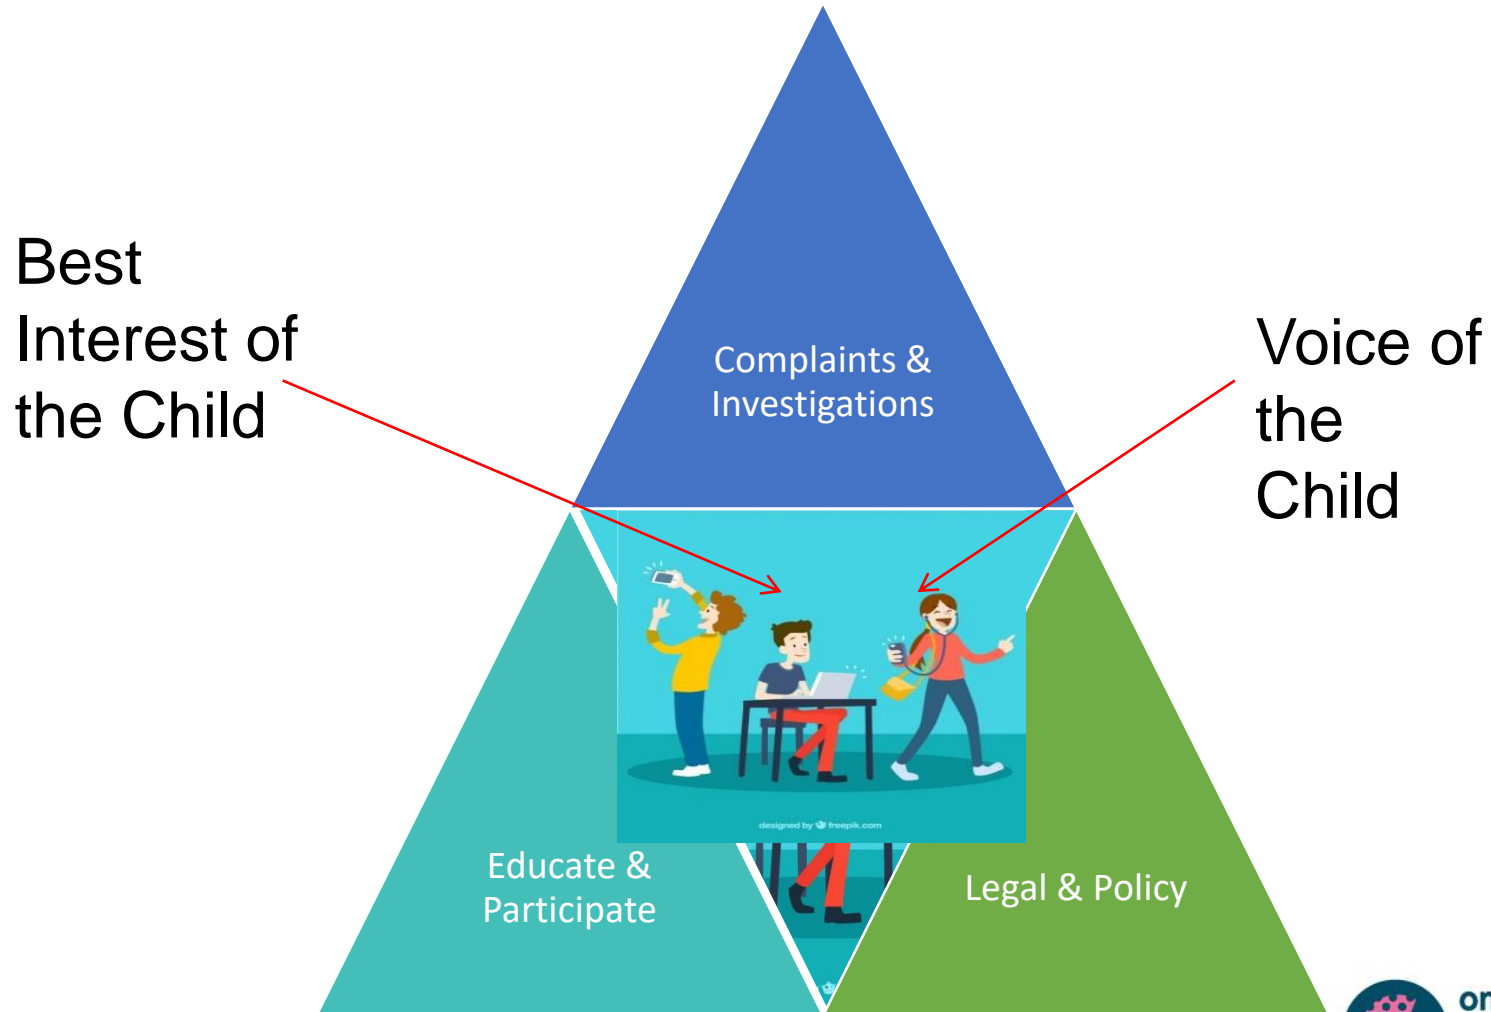 Best
Interest of
the Child
Complaints &
Investigations
Voice of
the
Child
designed by freepik.com
Educate &
Participate
Legal & Policy